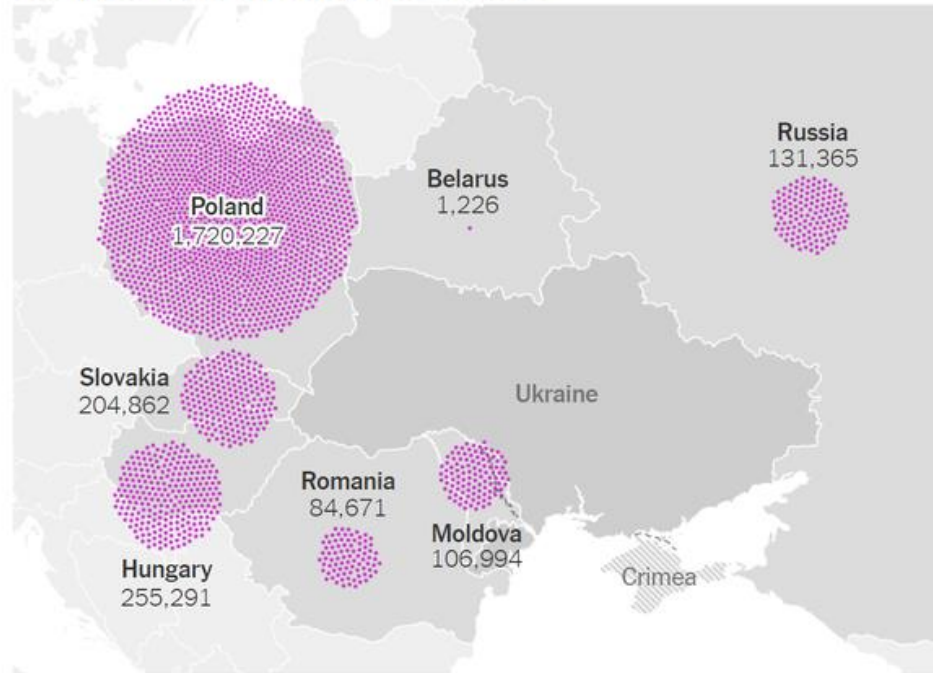 Russia
131,365
Belarus
1,226
Poland
1,720,227
Slovakia
204,862
Ukraine
Romania
84,671
Moldova
106,994
Hungary
255,291
Crimea